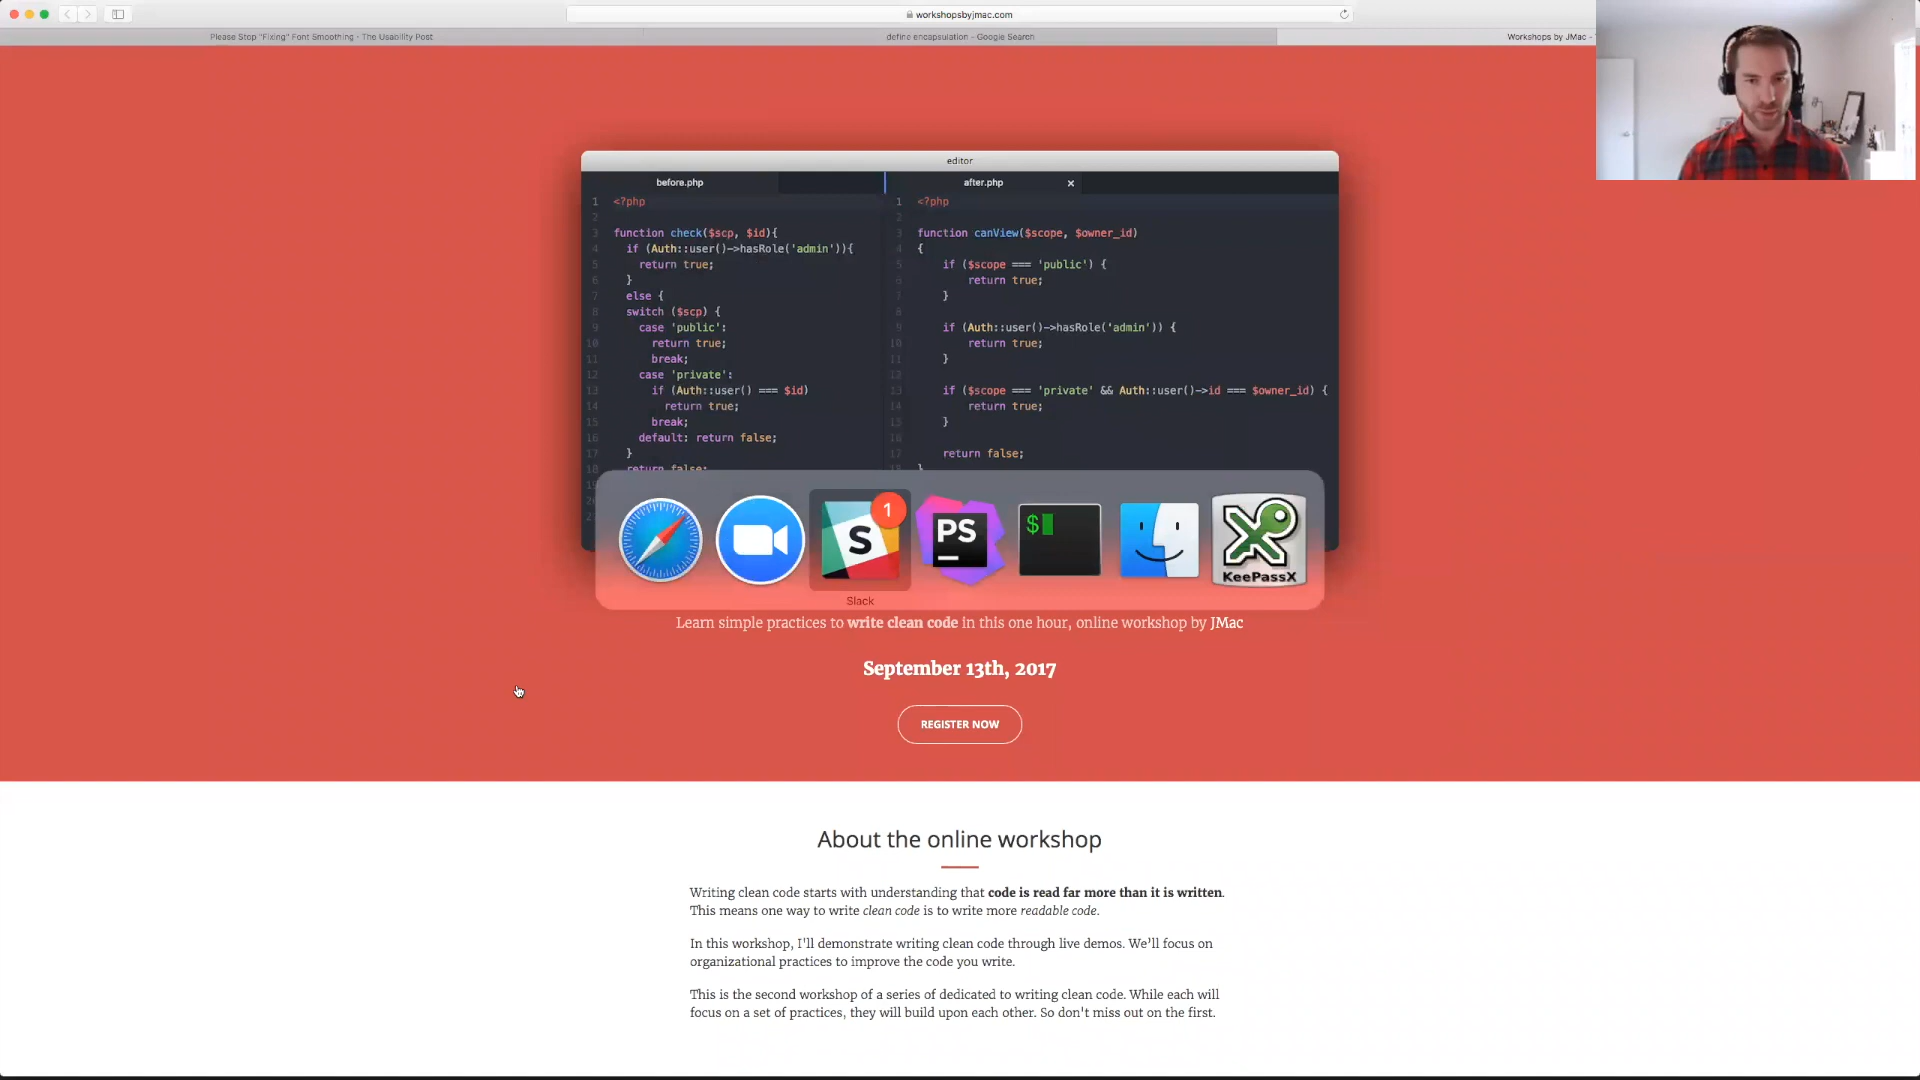 workshopsbyjmac.com
Please Stop "Fixing" Font Smoothing - The Usability Post
define encapsulation - Google Search
Workshops by JMac -
editor
before.php
after.php
1 <?php
2
3 function check($scp, $id){
4 if (Auth::user()->hasRole('admin')){
5 return true;
6 }
7 else {
8 switch ($scp) {
9 case 'public':
10 return true;
11 break;
12 case 'private':
13 if (Auth::user() === $id)
14 return true;
15 break;
16 default: return false;
17 }
18 return false;
19
1 <?php
2
3 function canView($scope, $owner_id)
4 {
5 if ($scope === 'public') {
6 return true;
7 }
8
9 if (Auth::user()->hasRole('admin')) {
10 return true;
11 }
12
13 if ($scope === 'private' && Auth::user()->id === $owner_id) {
14 return true;
15 }
16
17 return false;
18 }
1
S
PS
$
KeePassX
Slack
Learn simple practices to write clean code in this one hour, online workshop by JMac
September 13th, 2017
REGISTER NOW
About the online workshop
Writing clean code starts with understanding that code is read far more than it is written.
This means one way to write clean code is to write more readable code.
In this workshop, I'll demonstrate writing clean code through live demos. We'll focus on
organizational practices to improve the code you write.
This is the second workshop of a series of dedicated to writing clean code. While each will
focus on a set of practices, they will build upon each other. So don't miss out on the first.